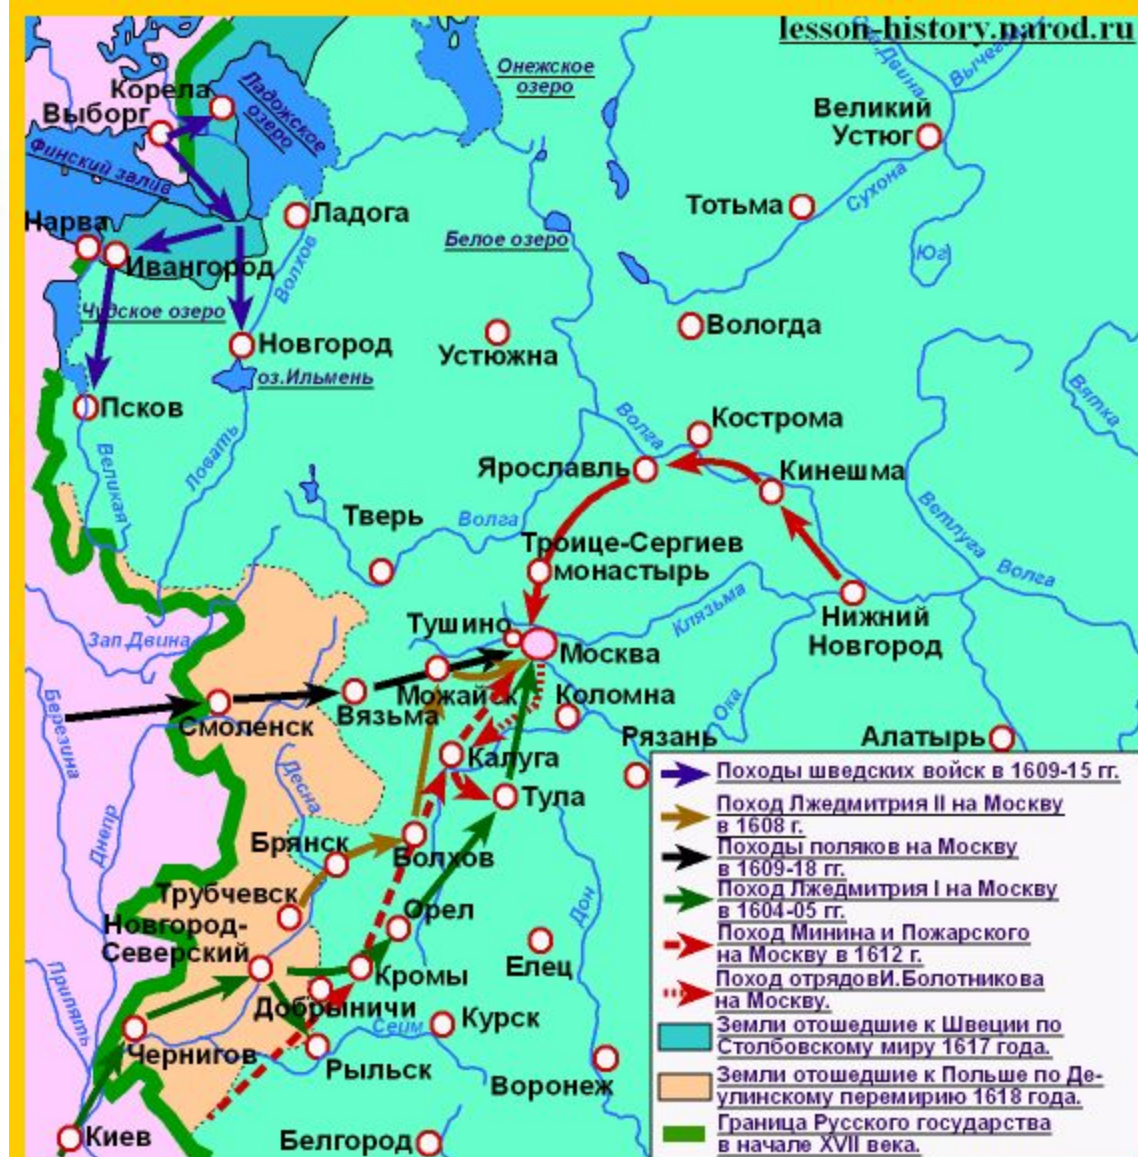 lesson-history.narod.ru
Онежское
озеро
Корела
Выборг
Ладожское
озеро
Финский залив
Великий
Устюг
Вычегда
Сухона
Тотьма
Ладога
Нарва
Ивангород
Волхов
Белое озеро
Юг
Чудское озеро
Новгород
оз.Ильмень
Устюжна
Вологда
Псков
Великая
Ловать
Вятка
Волга
Кострома
Ярославль
Кинешма
Ветлуга
Волга
Тверь
Волга
Троице-Сергиев
монастырь
Клязьма
Нижний
Новгород
Зап.Двина
Тушино
Москва
Можайск
Коломна
Вязьма
Смоленск
Березина
Ока
Рязань
Алатырь
Калуга
Десна
Днепр
Тула
Брянск
Волхов
Трубчевск
Орел
Дон
Новгород-
Северский
Елец
Кромы
Добрыничи
Припять
Сеим
Курск
Чернигов
Рыльск
Воронеж
Киев
Белгород
Походы шведских войск в 1609-15 гг.
Поход Лжедмитрия II на Москву
в 1608 г.
Походы поляков на Москву
в 1609-18 гг.
Поход Лжедмитрия I на Москву
в 1604-05 гг.
Поход Минина и Пожарского
на Москву в 1612 г.
Поход отрядовИ.Болотникова
на Москву.
Земли отошедшие к Швеции по
Столбовскому миру 1617 года.
Земли отошедшие к Польше по Де-
улинскому перемирию 1618 года.
Граница Русского государства
в начале XVII века.